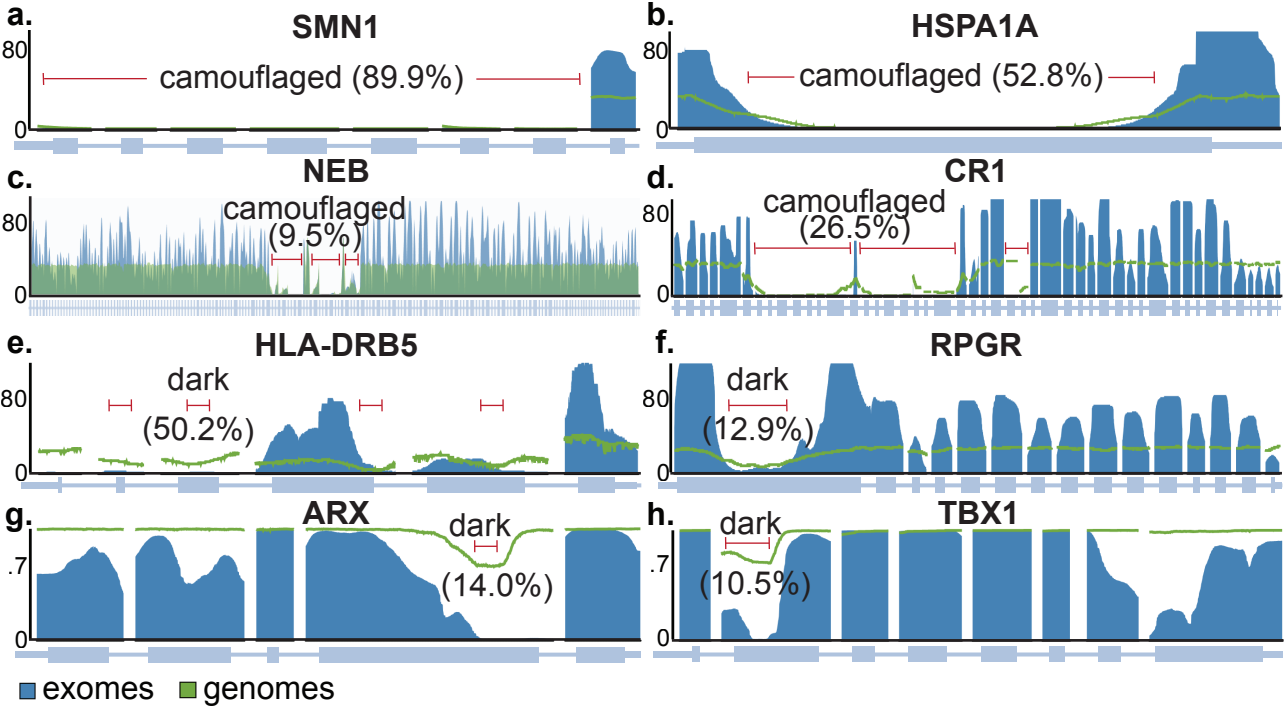 a. SMN1
80
camouflaged (89.9%)
0
b. HSPA1A
80
camouflaged (52.8%)
0
c. NEB
80
camouflaged
(9.5%)
0
d. CR1
80
camouflaged
(26.5%)
0
e. HLA-DRB5
80
dark
(50.2%)
0
f. RPGR
80
dark
(12.9%)
0
g. ARX
.7
dark
(14.0%)
0
h. TBX1
.7
dark
(10.5%)
0
exomes genomes